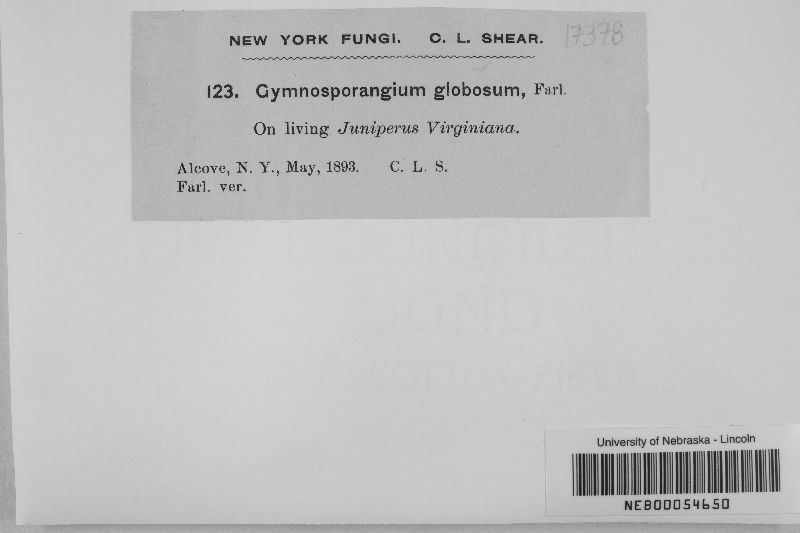 NEW YORK FUNGI. C. L. SHEAR. 17378
123. Gymnosporangium globosum, Farl.
On living Juniperus Virginiana.
Alcove, N. Y., May, 1893. C. L. S.
Farl. ver.
University of Nebraska - Lincoln
NEB00054650